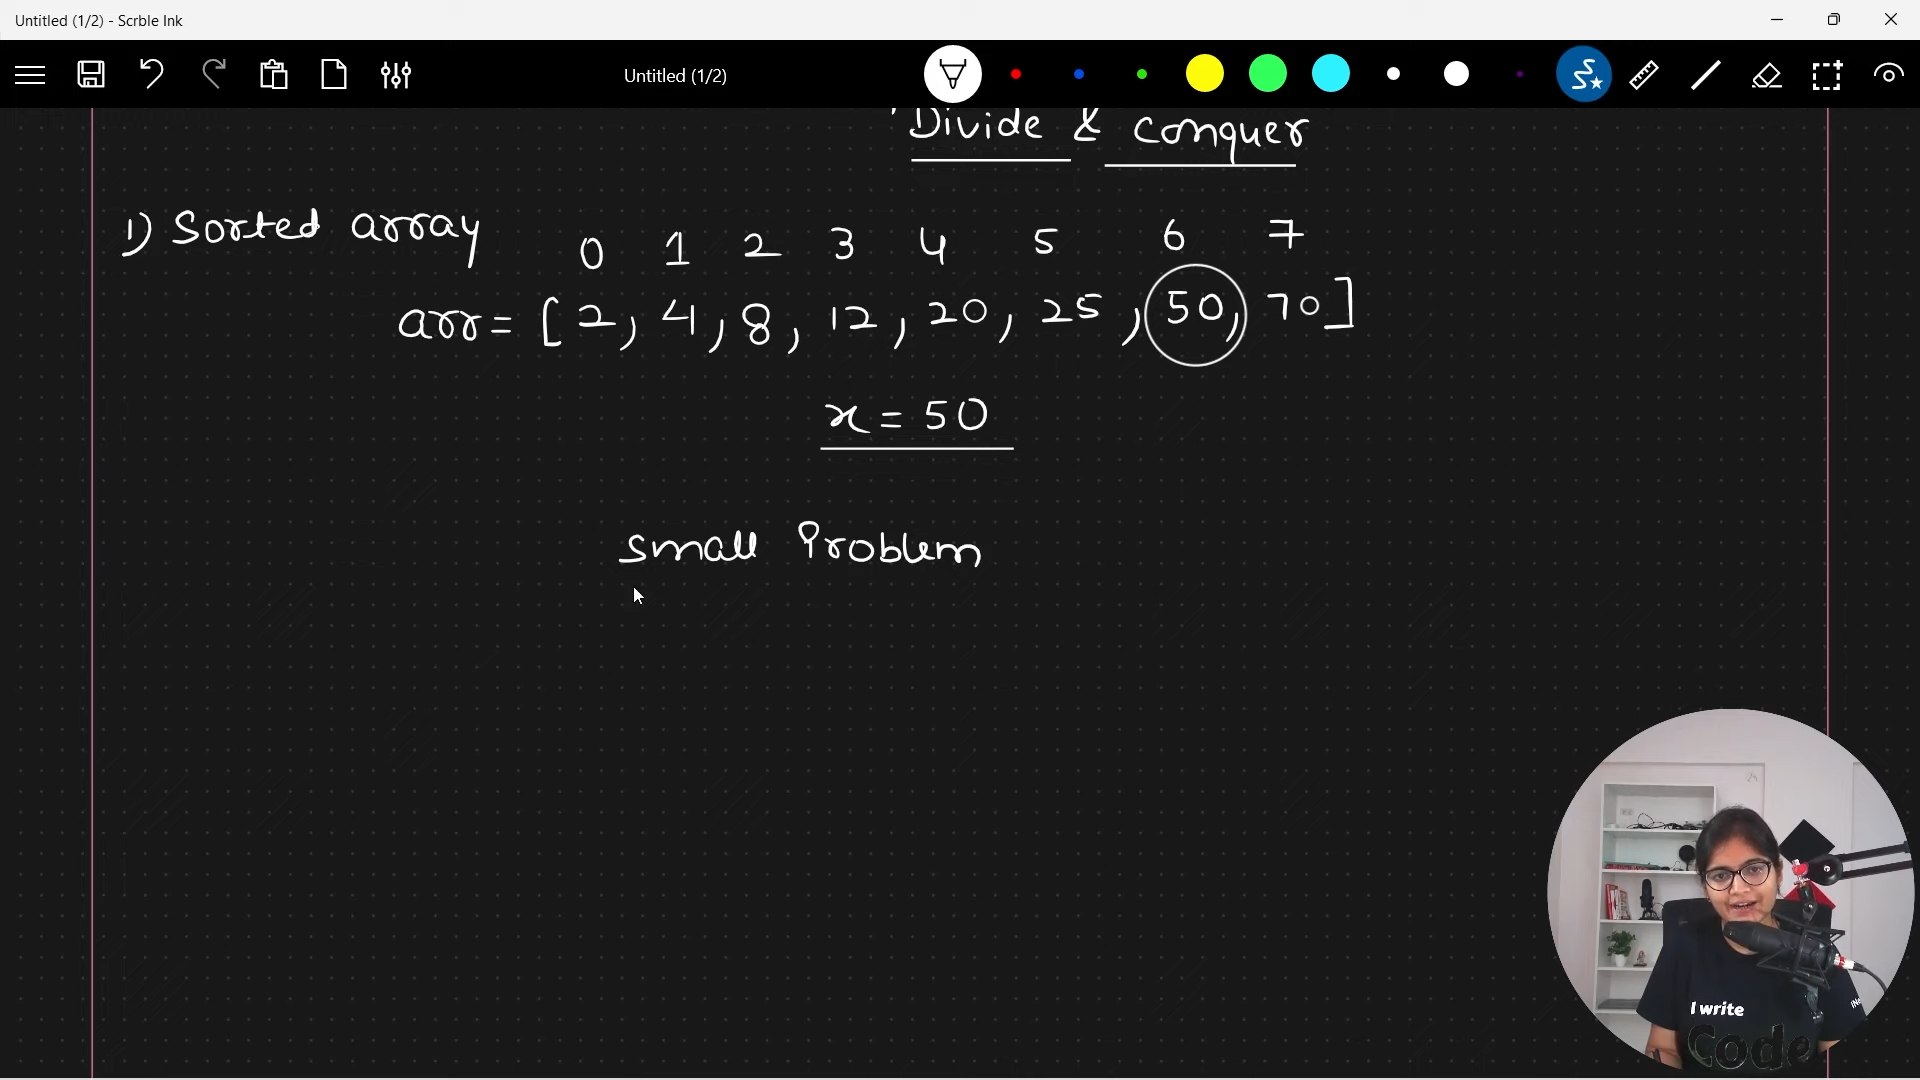 Untitled (1/2) - Scrble Ink
Untitled (1/2)
Divide & Conquer
1) Sorted array
0 1 2 3 4 5 6 7
arr = [2, 4, 8, 12, 20, 25, 50, 70]
x = 50
Small Problem
I write
Code